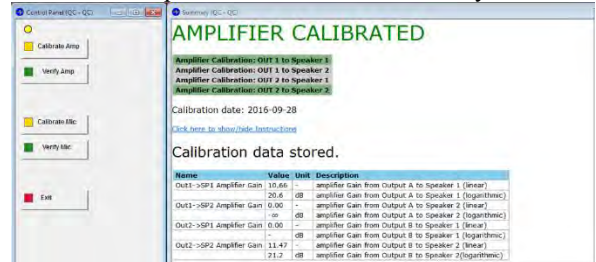 Control Panel (QC - QC)
Calibrate Amp
Verify Amp
Calibrate Mic
Verify Mic
Exit
Summary (QC - QC)
AMPLIFIER CALIBRATED
Amplifier Calibration: OUT 1 to Speaker 1
Amplifier Calibration: OUT 1 to Speaker 2
Amplifier Calibration: OUT 2 to Speaker 1
Amplifier Calibration: OUT 2 to Speaker 2
Calibration date: 2016-09-28
Click here to show/hide Instructions
Calibration data stored.
Name Value Unit Description
Out1->SP1 Amplifier Gain 10.66 - amplifier Gain from Output A to Speaker 1 (linear)
20.6 dB amplifier Gain from Output A to Speaker 1 (logarithmic)
Out1->SP2 Amplifier Gain 0.00 - amplifier Gain from Output A to Speaker 2 (linear)
-∞ dB amplifier Gain from Output A to Speaker 2 (logarithmic)
Out2->SP1 Amplifier Gain 0.00 - amplifier Gain from Output B to Speaker 1 (linear)
- dB amplifier Gain from Output B to Speaker 1 (logarithmic)
Out2->SP2 Amplifier Gain 11.47 - amplifier Gain from Output B to Speaker 2 (linear)
21.2 dB amplifier Gain from Output B to Speaker 2(logarithmic)